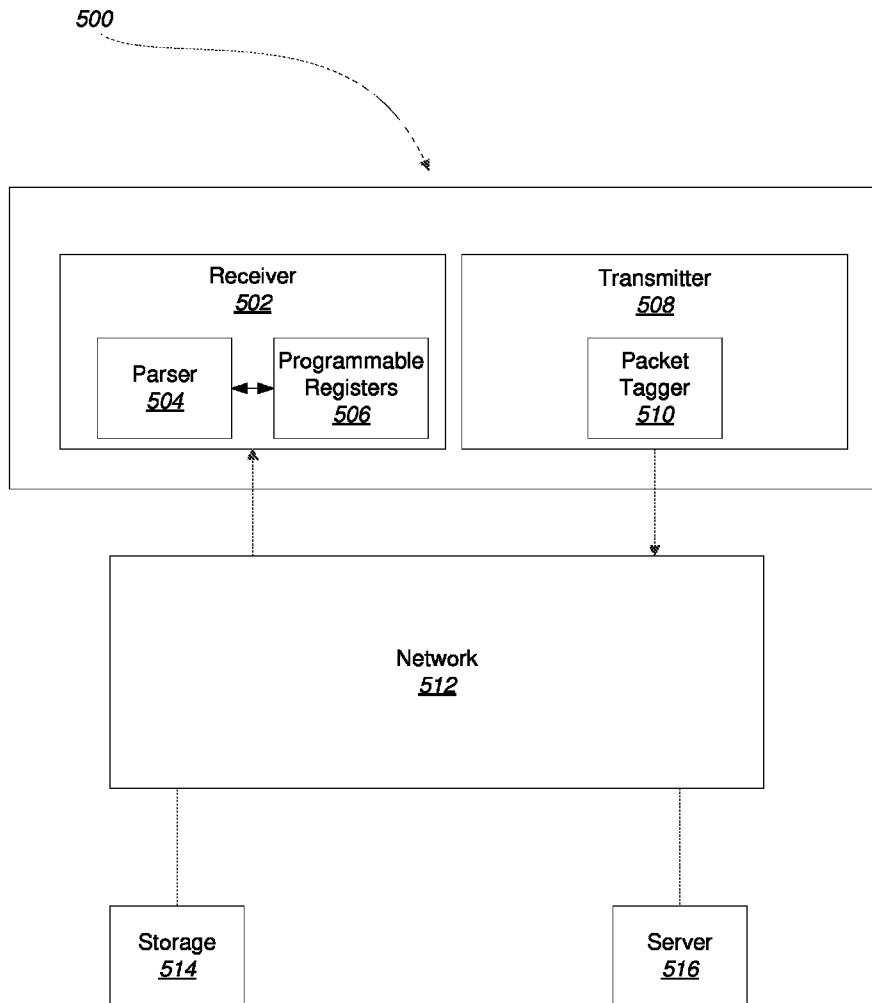 500
Receiver
502
Transmitter
508
Parser
504
Programmable
Registers
506
Packet
Tagger
510
Network
512
Storage
514
Server
516